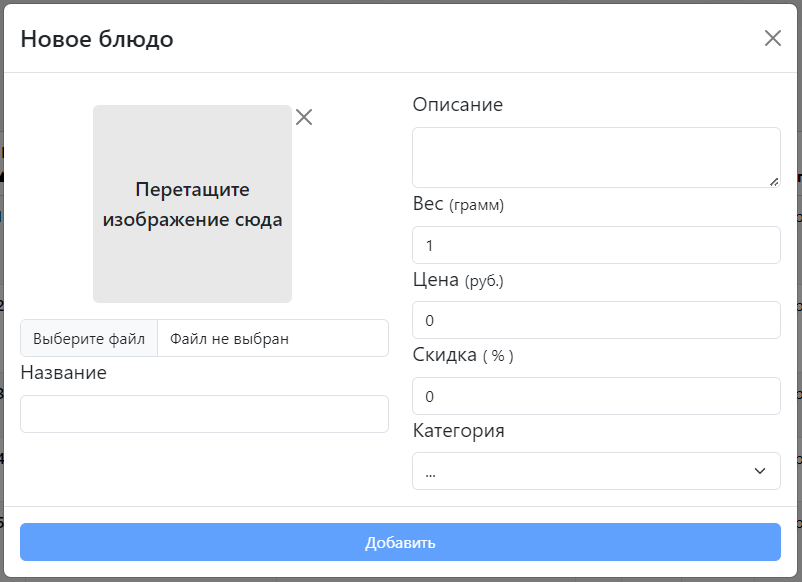 Новое блюдо
Перетащите
изображение сюда
Выберите файл Файл не выбран
Название
Описание
Вес (грамм)
1
Цена (руб.)
0
Скидка ( % )
0
Категория
...
Добавить